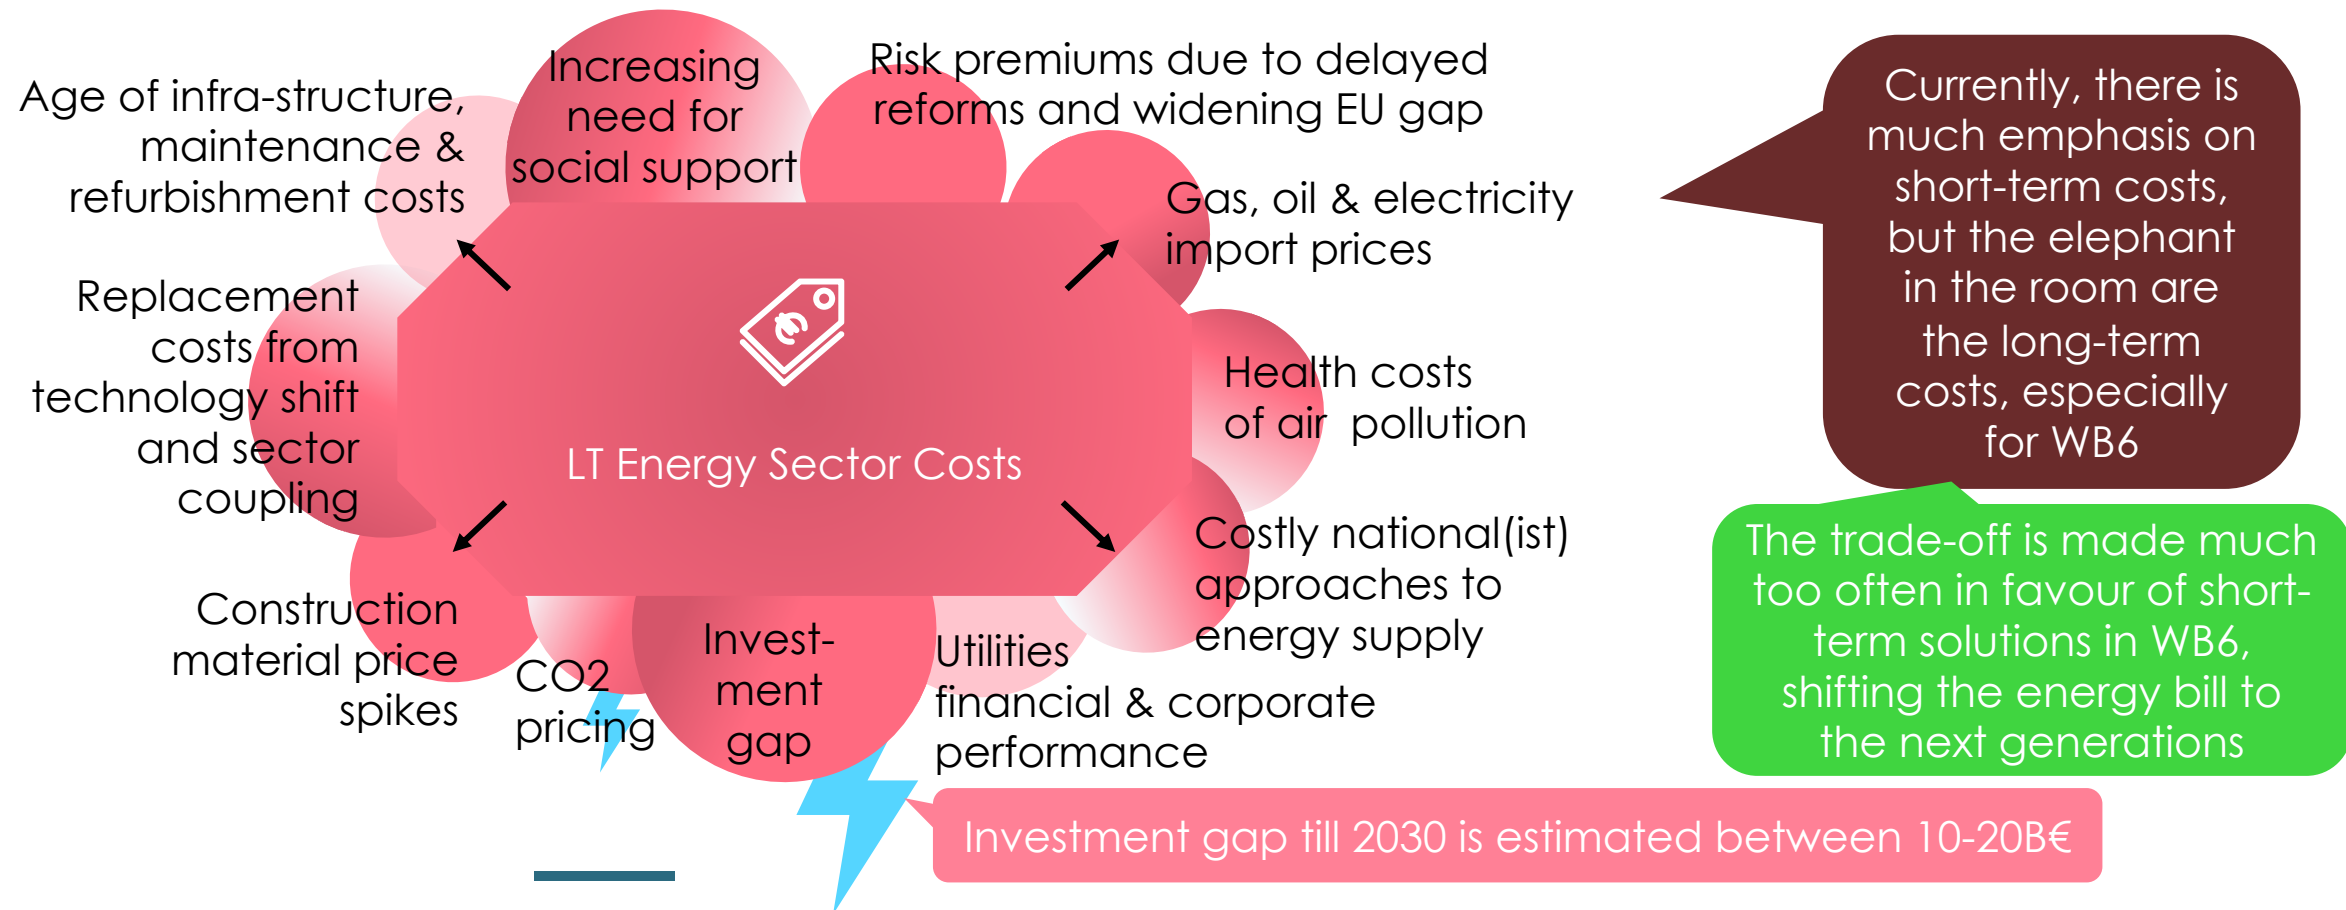 Age of infra-structure,
maintenance &
refurbishment costs
Increasing
need for
social support
Risk premiums due to delayed
reforms and widening EU gap
Gas, oil & electricity
import prices
Replacement
costs from
technology shift
and sector
coupling
LT Energy Sector Costs
Health costs
of air  pollution
Costly national(ist)
approaches to
energy supply
Construction
material price
spikes
CO2
pricing
Invest-
ment
gap
Utilities
financial & corporate
performance
Currently, there is
much emphasis on
short-term costs,
but the elephant
in the room are
the long-term
costs, especially
for WB6
The trade-off is made much
too often in favour of short-
term solutions in WB6,
shifting the energy bill to
the next generations
Investment gap till 2030 is estimated between 10-20B€